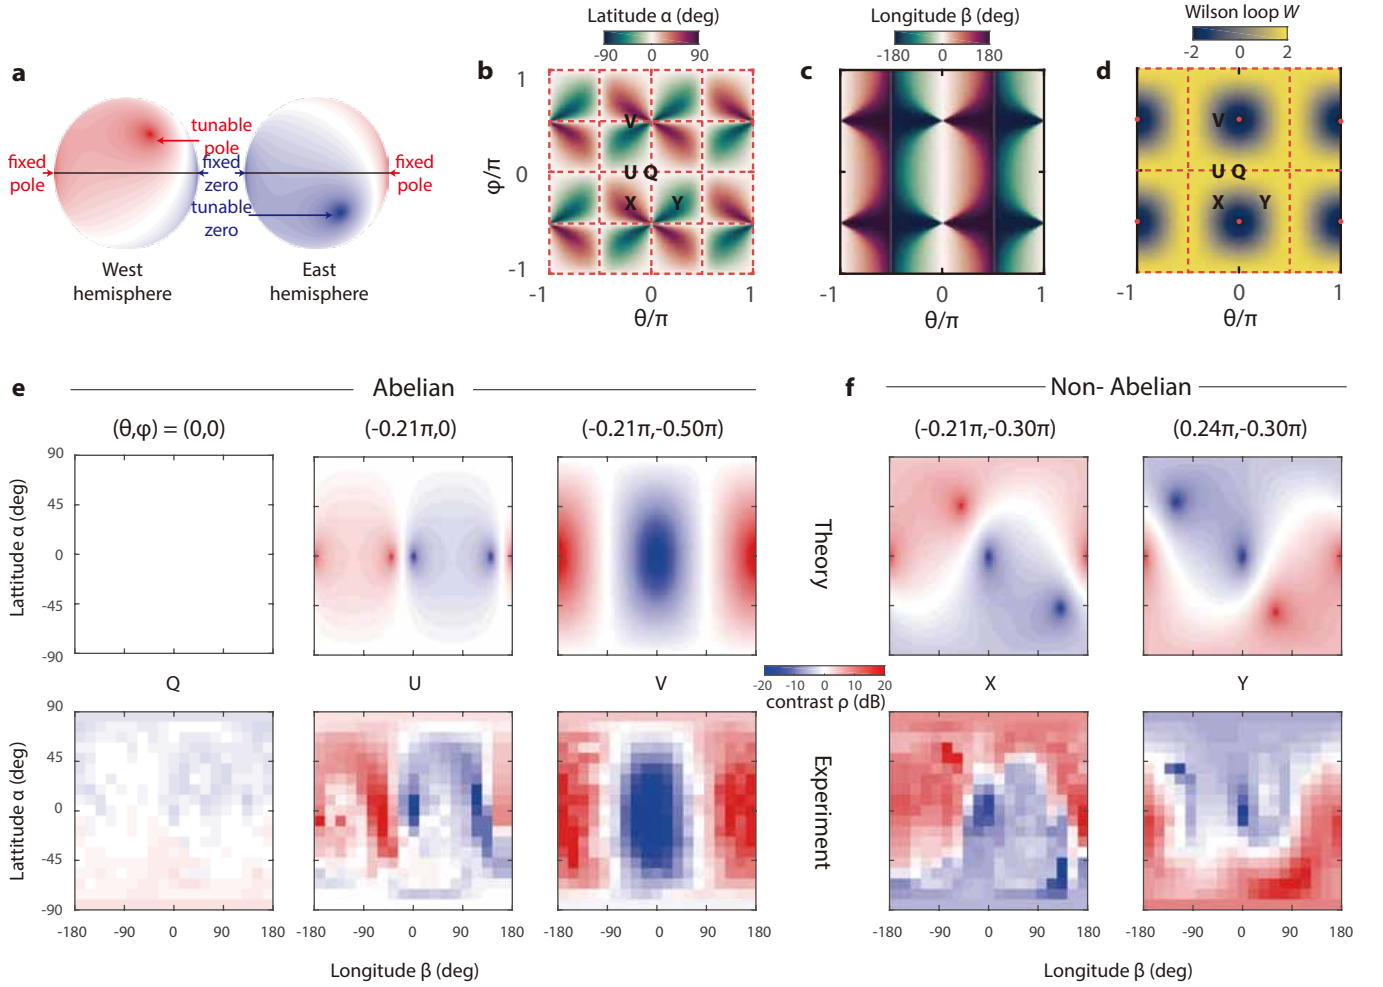 a
tunable
pole
fixed
pole
fixed
zero
fixed
pole
tunable
zero
West
hemisphere
East
hemisphere
b
Latitude α (deg)
-90 0 90
1
0
-1
φ/π
V
U Q
X Y
-1 0 1
θ/π
c
Longitude β (deg)
-180 0 180
-1 0 1
θ/π
d
Wilson loop W
-2 0 2
V
U Q
X Y
-1 0 1
θ/π
e
Abelian
(θ,φ) = (0,0)
(-0.21π,0)
(-0.21π,-0.50π)
f
Non- Abelian
(-0.21π,-0.30π)
(0.24π,-0.30π)
Lattitude α (deg)
90
45
0
-45
-90
Theory
Q
U
V
-20 -10 0 10 20
contrast ρ (dB)
X
Y
Lattitude α (deg)
90
45
0
-45
-90
Experiment
-180 -90 0 90 180
-180 -90 0 90 180
-180 -90 0 90 180
-180 -90 0 90 180
-180 -90 0 90 180
Longitude β (deg)
Longitude β (deg)